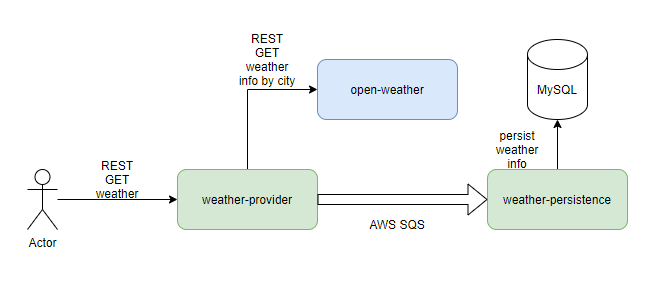 REST
GET
weather
info by city
open-weather
MySQL
persist
weather
info
REST
GET
weather
weather-provider
weather-persistence
AWS SQS
Actor